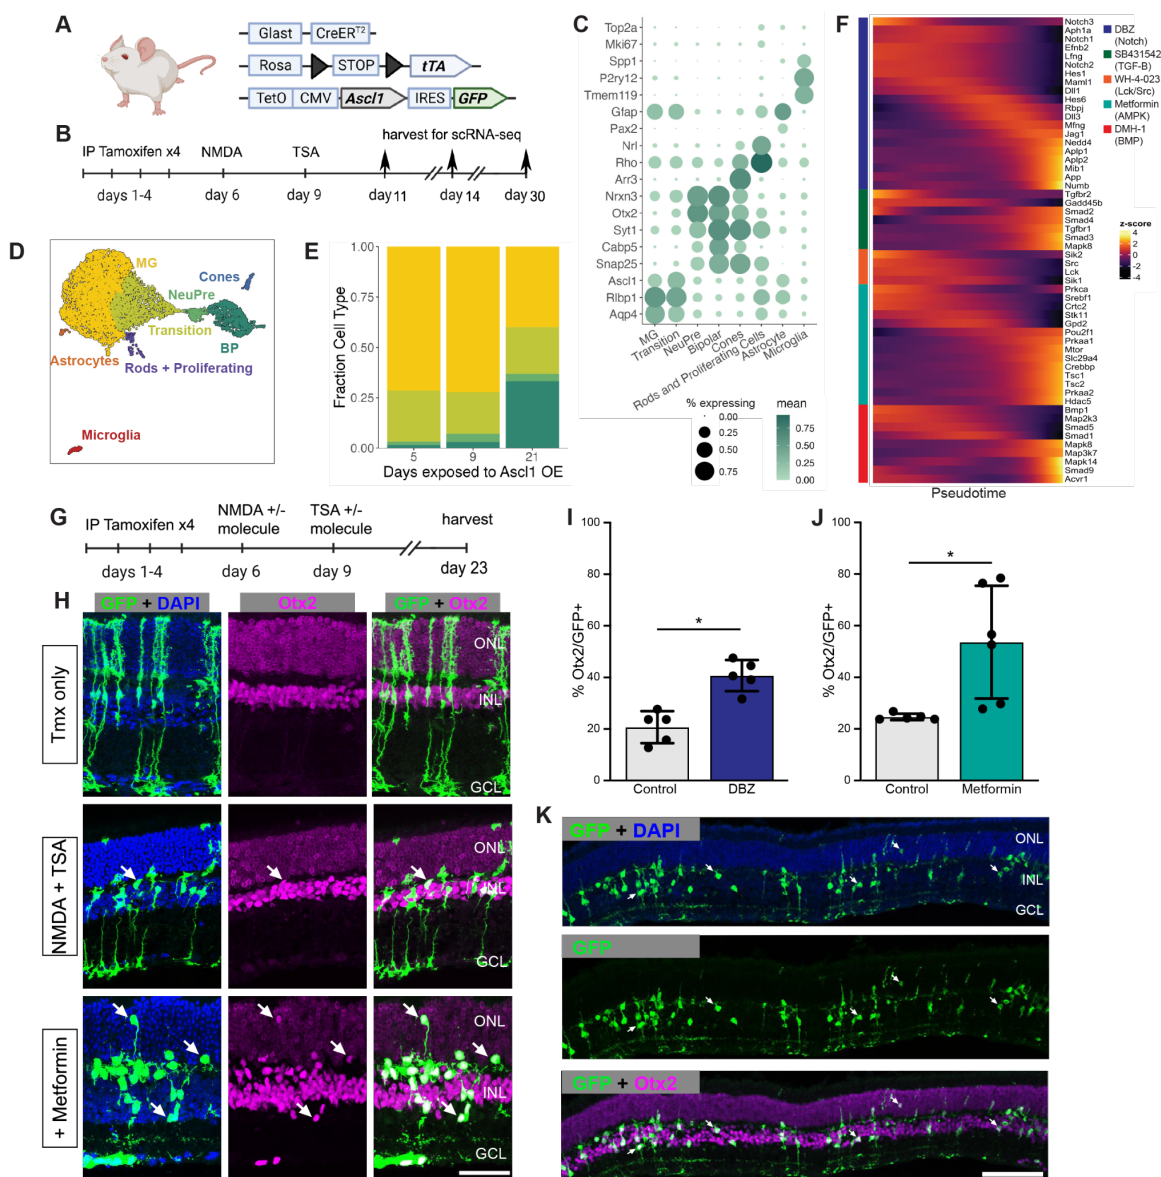 A
Glast
CreERT2
Rosa
STOP
tTA
TetO
CMV
Ascl1
IRES
GFP
B
harvest for scRNA-seq
IP Tamoxifen x4
NMDA
TSA
days 1-4
day 6
day 9
day 11
day 14
day 30
C
Top2a
Mki67
Spp1
P2ry12
Tmem119
Gfap
Pax2
Nrl
Rho
Arr3
Nrxn3
Otx2
Syt1
Cabp5
Snap25
Ascl1
Rlbp1
Aqp4
MG
Transition
NeuPre
Bipolar
Cones
Rods and Proliferating Cells
Astrocyte
Microglia
% expressing
0.00
0.25
0.50
0.75
mean
0.75
0.50
0.25
0.00
D
MG
Cones
NeuPre
Transition
BP
Astrocytes
Rods + Proliferating
Microglia
E
Fraction Cell Type
1.00
0.75
0.50
0.25
0.00
5
9
21
Days exposed to Ascl1 OE
F
Notch3
Aph1a
Notch1
Efnb2
Lfng
Notch2
Hes1
Maml1
Dll1
Hes6
Rbpj
Dll3
Mfng
Jag1
Nedd4
Aplp1
Aplp2
Mib1
App
Numb
Tgfbr2
Gadd45b
Smad2
Smad4
Tgfbr1
Smad3
Mapk8
Sik2
Src
Lck
Sik1
Prkca
Srebf1
Crtc2
Stk11
Gpd2
Pou2f1
Prkaa1
Mtor
Slc29a4
Crebbp
Tsc1
Tsc2
Prkaa2
Hdac5
Bmp1
Map2k3
Smad5
Smad1
Mapk8
Map3k7
Mapk14
Smad9
Acvr1
Pseudotime
DBZ
(Notch)
SB431542
(TGF-B)
WH-4-023
(Lck/Src)
Metformin
(AMPK)
DMH-1
(BMP)
z-score
4
2
0
-2
-4
G
IP Tamoxifen x4
NMDA +/-
molecule
TSA +/-
molecule
harvest
days 1-4
day 6
day 9
day 23
H
GFP + DAPI
Otx2
GFP + Otx2
Tmx only
ONL
INL
GCL
NMDA + TSA
ONL
INL
GCL
+ Metformin
ONL
INL
GCL
I
% Otx2/GFP+
100
80
60
40
20
0
*
Control
DBZ
J
% Otx2/GFP+
100
80
60
40
20
0
*
Control
Metformin
K
GFP + DAPI
ONL
INL
GCL
GFP
GFP + Otx2